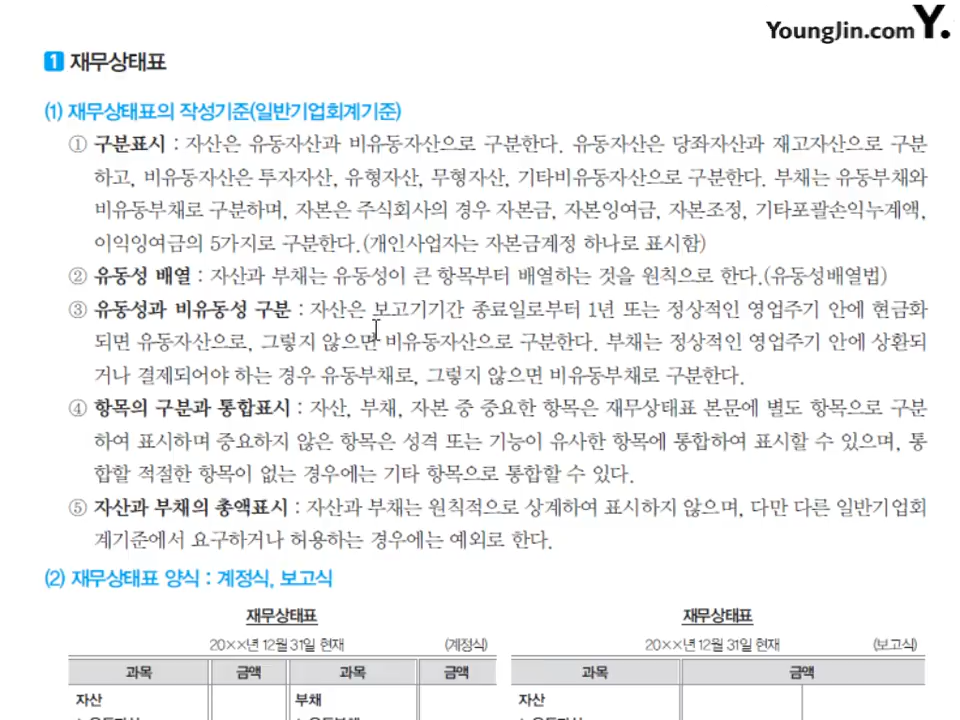 YoungJin.com Y.
1 재무상태표
(1) 재무상태표의 작성기준(일반기업회계기준)
① 구분표시 : 자산은 유동자산과 비유동자산으로 구분한다. 유동자산은 당좌자산과 재고자산으로 구분
하고, 비유동자산은 투자자산, 유형자산, 무형자산, 기타비유동자산으로 구분한다. 부채는 유동부채와
비유동부채로 구분하며, 자본은 주식회사의 경우 자본금, 자본잉여금, 자본조정, 기타포괄손익누계액,
이익잉여금의 5가지로 구분한다.(개인사업자는 자본금계정 하나로 표시함)
② 유동성 배열 : 자산과 부채는 유동성이 큰 항목부터 배열하는 것을 원칙으로 한다.(유동성배열법)
③ 유동성과 비유동성 구분 : 자산은 보고기기간 종료일로부터 1년 또는 정상적인 영업주기 안에 현금화
되면 유동자산으로, 그렇지 않으면 비유동자산으로 구분한다. 부채는 정상적인 영업주기 안에 상환되
거나 결제되어야 하는 경우 유동부채로, 그렇지 않으면 비유동부채로 구분한다.
④ 항목의 구분과 통합표시 : 자산, 부채, 자본 중 중요한 항목은 재무상태표 본문에 별도 항목으로 구분
하여 표시하며 중요하지 않은 항목은 성격 또는 기능이 유사한 항목에 통합하여 표시할 수 있으며, 통
합할 적절한 항목이 없는 경우에는 기타 항목으로 통합할 수 있다.
⑤ 자산과 부채의 총액표시 : 자산과 부채는 원칙적으로 상계하여 표시하지 않으며, 다만 다른 일반기업회
계기준에서 요구하거나 허용하는 경우에는 예외로 한다.
(2) 재무상태표 양식 : 계정식, 보고식
재무상태표 재무상태표
20××년 12월 31일 현재 (계정식) 20××년 12월 31일 현재 (보고식)
과목 금액 과목 금액 과목 금액
자산 부채 자산